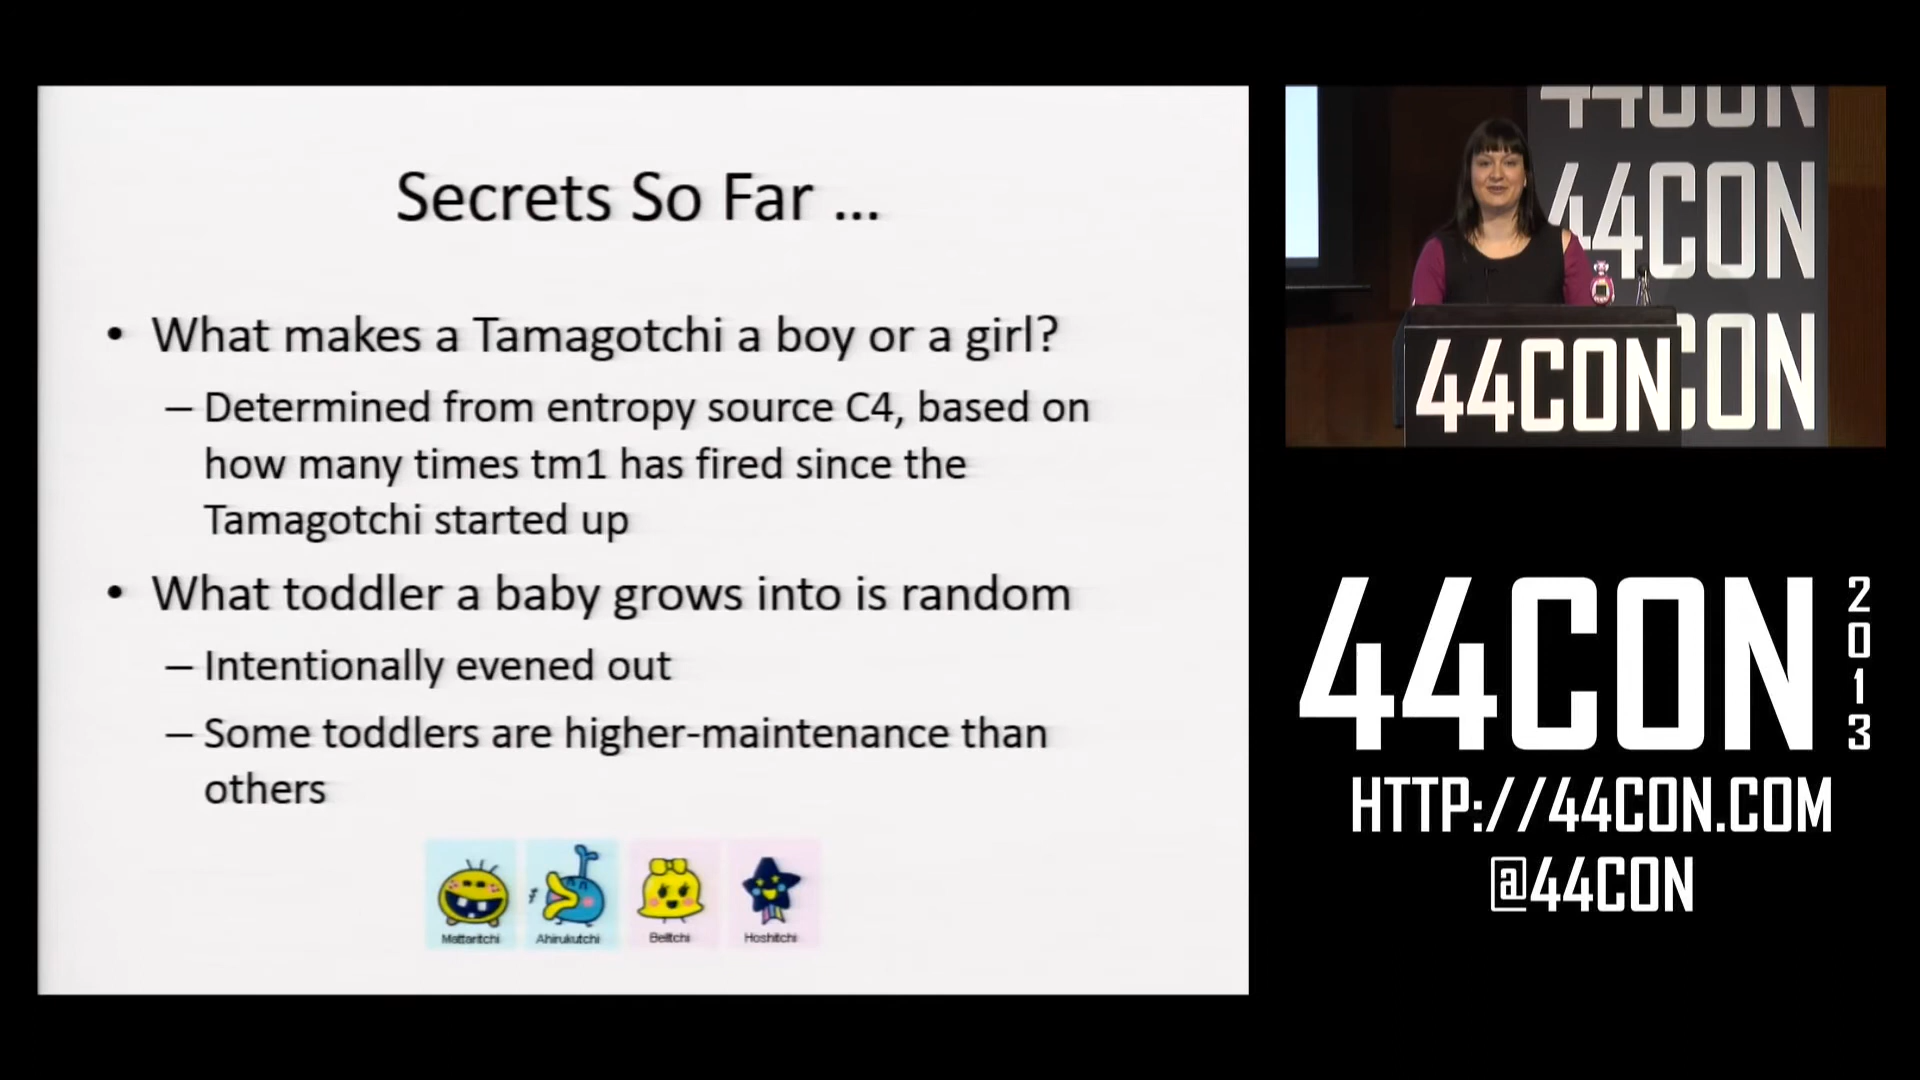 Secrets So Far ...
• What makes a Tamagotchi a boy or a girl?
– Determined from entropy source C4, based on
how many times tm1 has fired since the
Tamagotchi started up
• What toddler a baby grows into is random
– Intentionally evened out
– Some toddlers are higher-maintenance than
others
Mattaritchi Ahirukutchi Belltchi Hoshitchi
44CON
44CON
44CON
CON
44CON
2013
HTTP://44CON.COM
@44CON